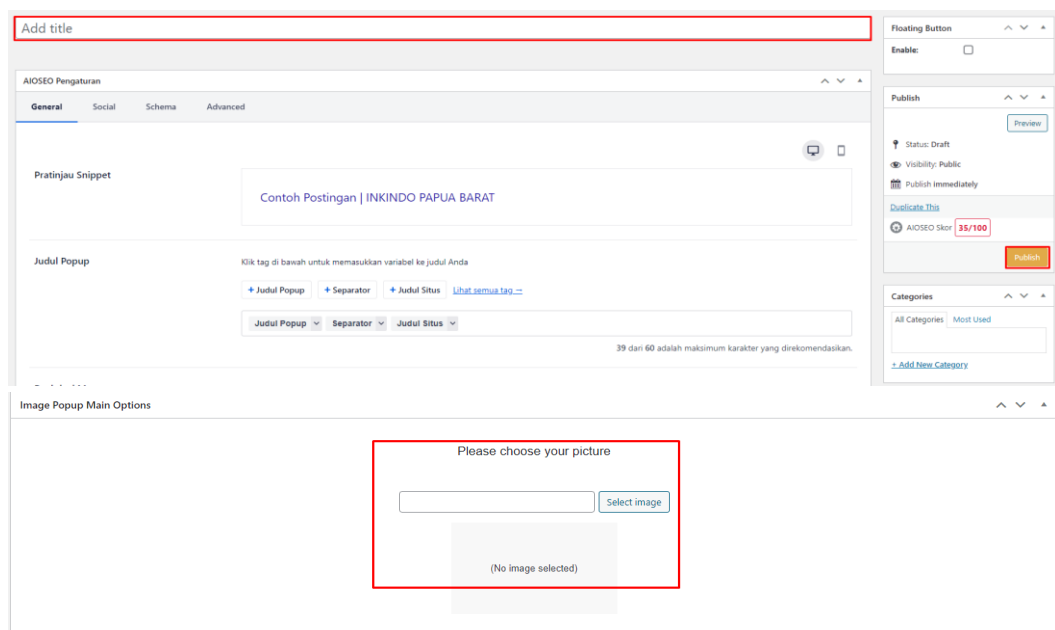 Add title
AIOSEO Pengaturan
General Social Schema Advanced
Pratinjau Snippet
Contoh Postingan | INKINDO PAPUA BARAT
Judul Popup
Klik tag di bawah untuk memasukkan variabel ke judul Anda
+ Judul Popup + Separator + Judul Situs Lihat semua tag →
Judul Popup Separator Judul Situs
39 dari 60 adalah maksimum karakter yang direkomendasikan.
Floating Button
Enable:
Publish
Preview
Status: Draft
Visibility: Public
Publish immediately
Duplicate This
AIOSEO Skor 35/100
Publish
Categories
All Categories Most Used
+ Add New Category
Image Popup Main Options
Please choose your picture
Select image
(No image selected)